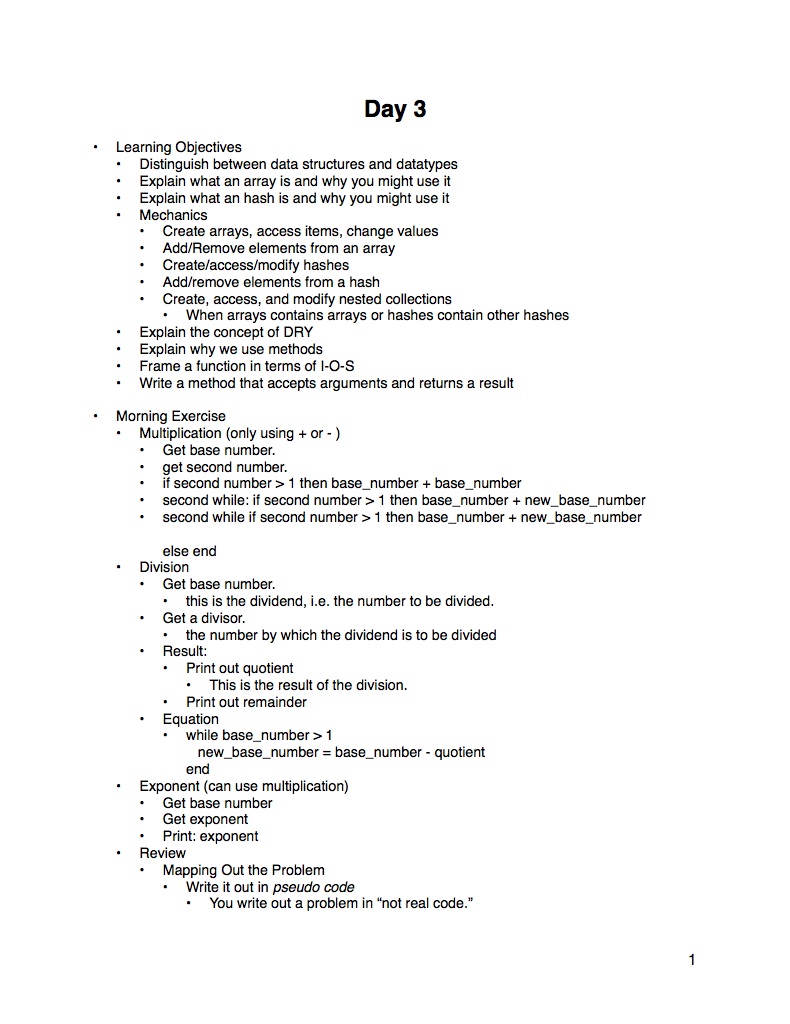 Day 3
• Learning Objectives
• Distinguish between data structures and datatypes
• Explain what an array is and why you might use it
• Explain what an hash is and why you might use it
• Mechanics
• Create arrays, access items, change values
• Add/Remove elements from an array
• Create/access/modify hashes
• Add/remove elements from a hash
• Create, access, and modify nested collections
• When arrays contains arrays or hashes contain other hashes
• Explain the concept of DRY
• Explain why we use methods
• Frame a function in terms of I-O-S
• Write a method that accepts arguments and returns a result
• Morning Exercise
• Multiplication (only using + or - )
• Get base number.
• get second number.
• if second number > 1 then base_number + base_number
• second while: if second number > 1 then base_number + new_base_number
• second while if second number > 1 then base_number + new_base_number
else end
• Division
• Get base number.
• this is the dividend, i.e. the number to be divided.
• Get a divisor.
• the number by which the dividend is to be divided
• Result:
• Print out quotient
• This is the result of the division.
• Print out remainder
• Equation
• while base_number > 1
new_base_number = base_number - quotient
end
• Exponent (can use multiplication)
• Get base number
• Get exponent
• Print: exponent
• Review
• Mapping Out the Problem
• Write it out in pseudo code
• You write out a problem in “not real code.”
1